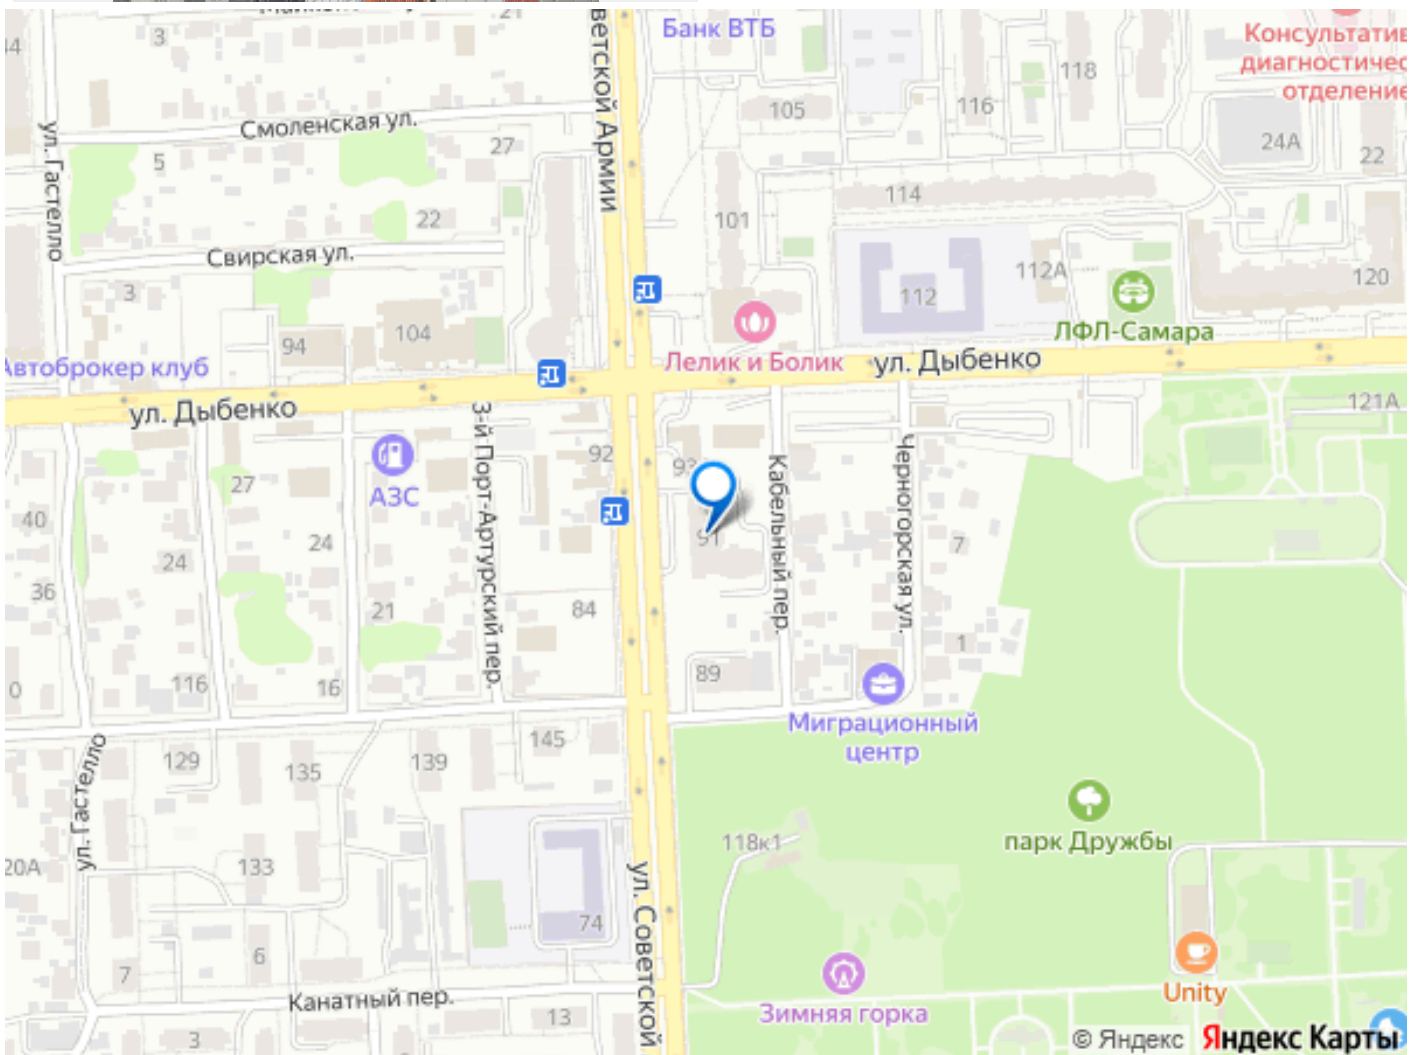 21
3
44
Банк ВТБ
Консультатив
диагностичес
отделение
118
116
105
24А
22
ветской Армии
Смоленская ул.
27
5
ул. Гастелло
114
22
101
Свирская ул.
112А
120
3
112
ЛФЛ-Самара
104
94
Автоброкер клуб
Лелик и Болик
ул. Дыбенко
ул. Дыбенко
121А
3-й Порт-Артурский пер.
АЗС
92
93
Кабельный пер.
Черногорская ул.
27
40
24
24
91
7
36
21
84
1
116
16
89
0
Миграционный
центр
145
129
135
139
ул. Гастелло
118к1
парк Дружбы
20А
133
ул. Советской
74
6
7
Unity
Канатный пер.
Зимняя горка
13
3
© Яндекс Яндекс Карты